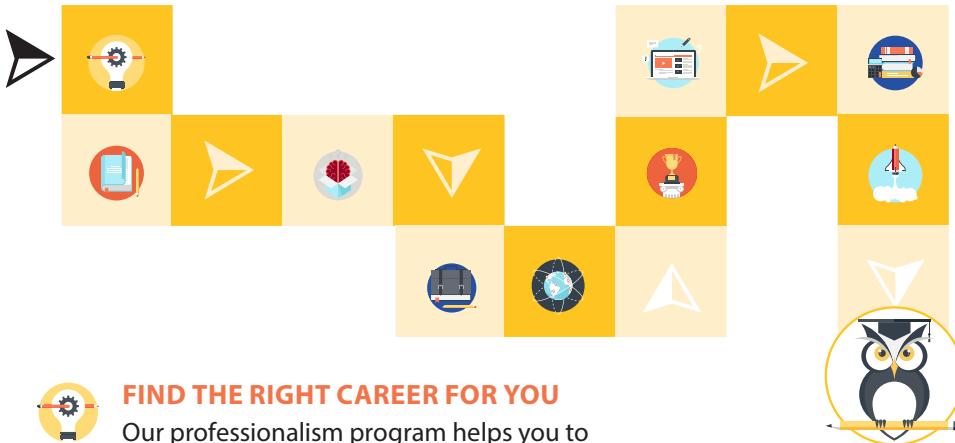 FIND THE RIGHT CAREER FOR YOU
Our professionalism program helps you to